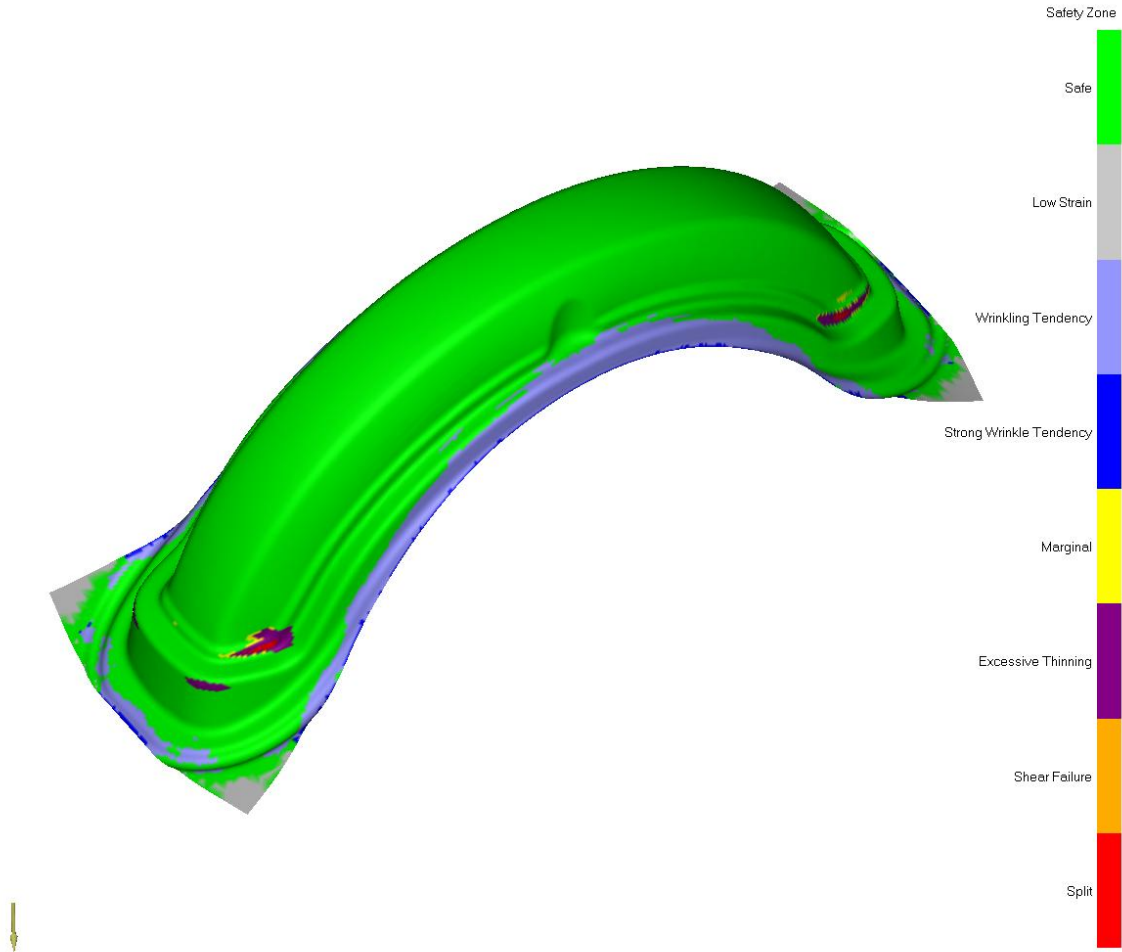 Safety Zone
Safe
Low Strain
Wrinkling Tendency
Strong Wrinkle Tendency
Marginal
Excessive Thinning
Shear Failure
Split